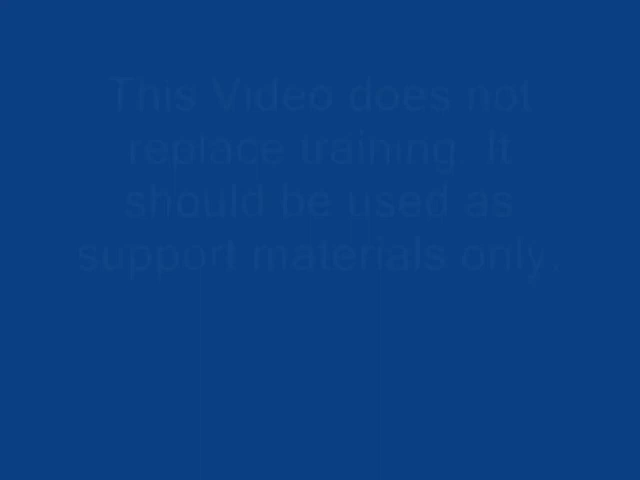 This Video does not
replace training. It
should be used as
support materials only.